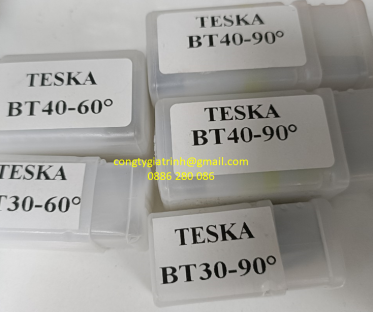 TESKA
BT40-90°
TESKA
BT40-60°
TESKA
BT40-90°
congtygiatrinh@gmail.com
0886 280 086
TESKA
T30-60°
TESKA
BT30-90°